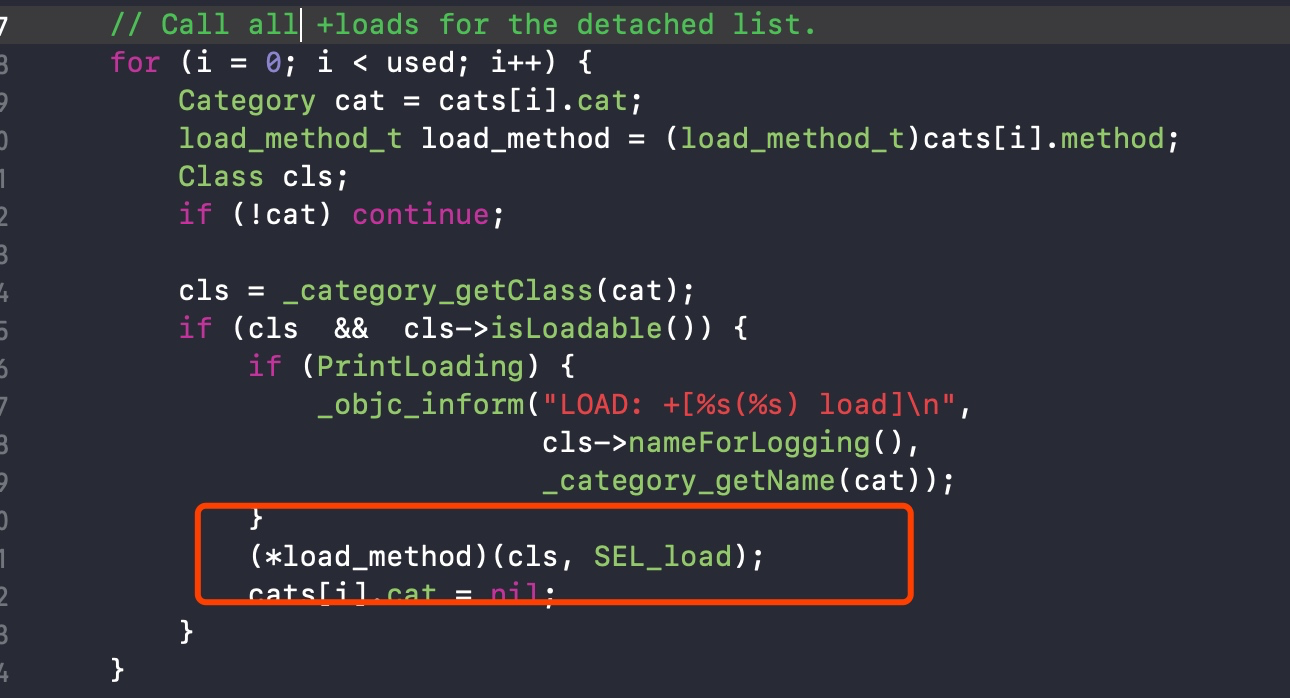 7    // Call all +loads for the detached list.
8    for (i = 0; i < used; i++) {
9        Category cat = cats[i].cat;
0        load_method_t load_method = (load_method_t)cats[i].method;
1        Class cls;
2        if (!cat) continue;
3
4        cls = _category_getClass(cat);
5        if (cls  &&  cls->isLoadable()) {
6            if (PrintLoading) {
7                _objc_inform("LOAD: +[%s(%s) load]\n",
8                             cls->nameForLogging(),
9                             _category_getName(cat));
0            }
1            (*load_method)(cls, SEL_load);
2            cats[i].cat = nil;
3        }
4    }